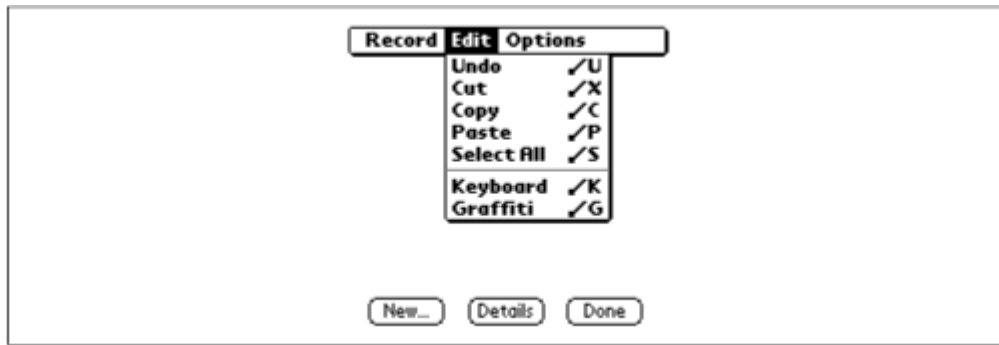 Record Edit Options
Undo /U
Cut /X
Copy /C
Paste /P
Select All /S
Keyboard /K
Graffiti /G
New... Details Done